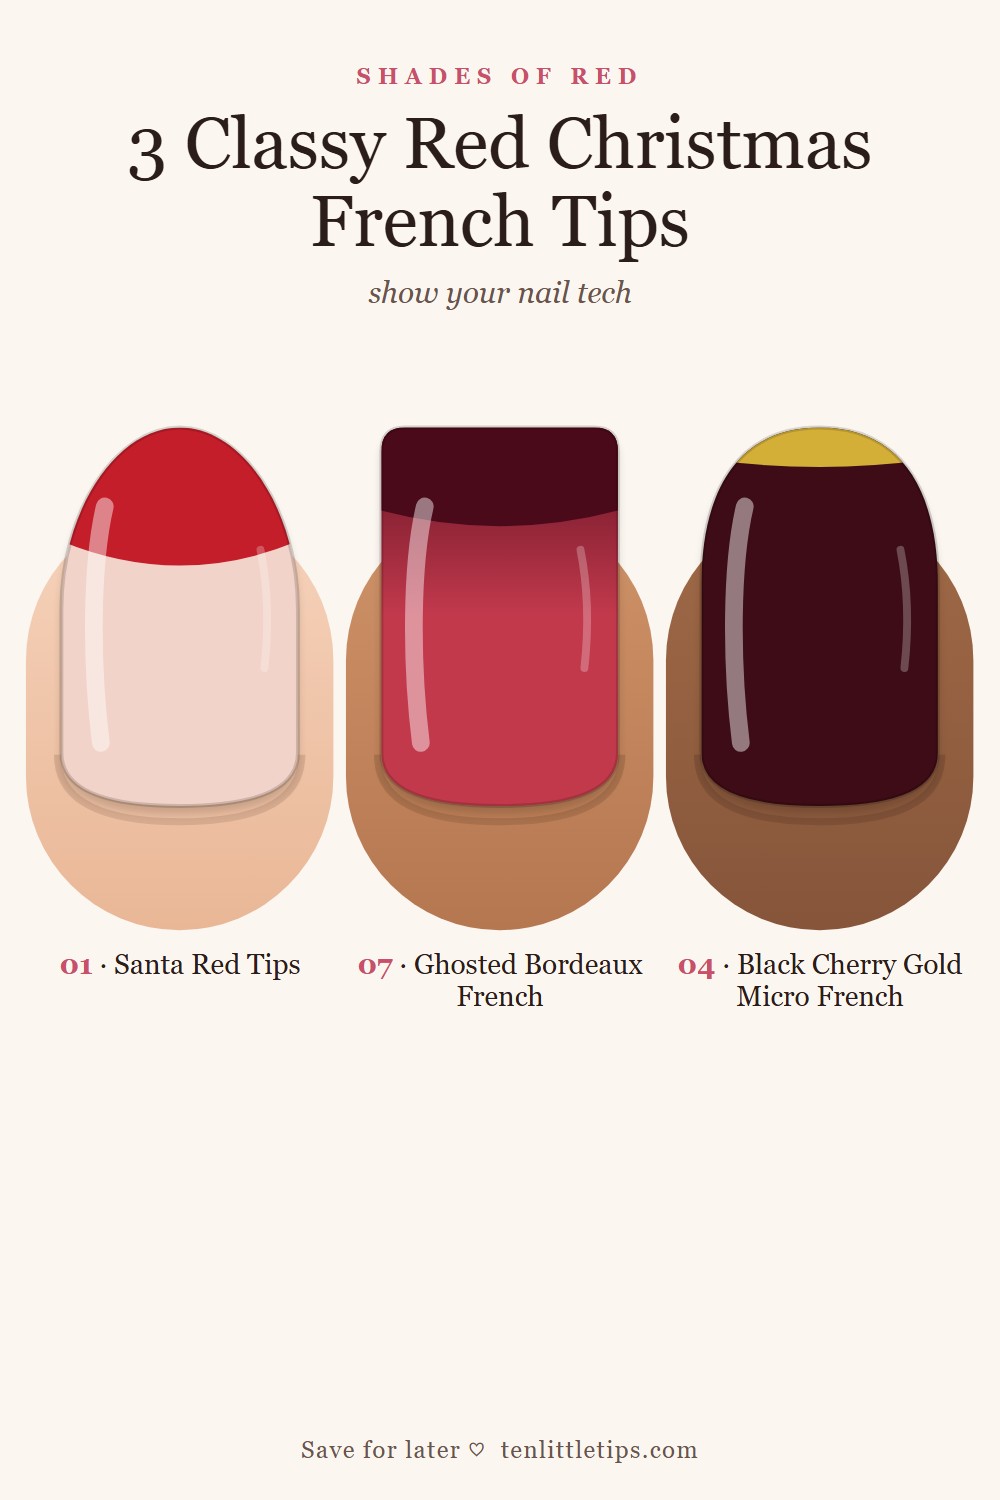 SHADES OF RED
3 Classy Red Christmas
French Tips
show your nail tech
01 · Santa Red Tips
07 · Ghosted Bordeaux
French
04 · Black Cherry Gold
Micro French
Save for later ♡ tenlittletips.com